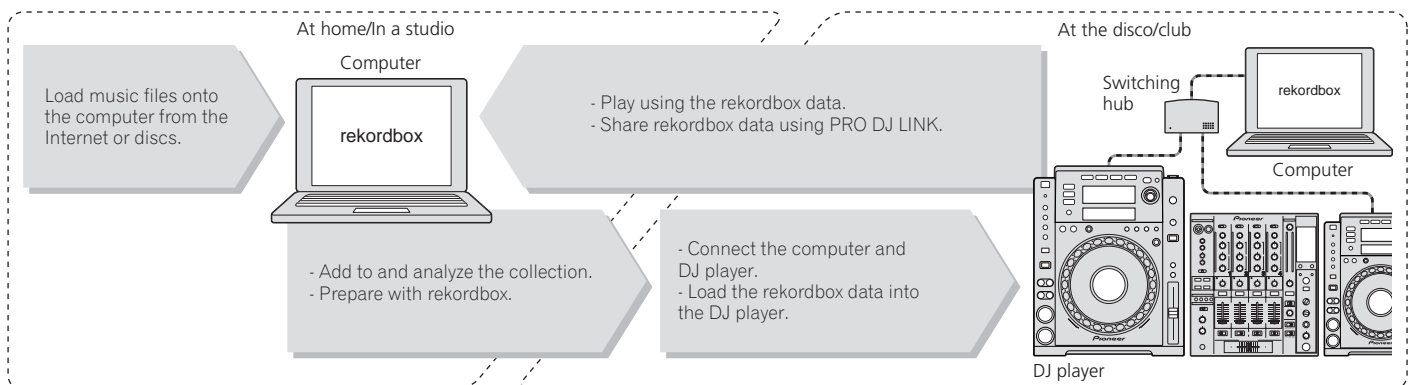 At home/In a studio
Computer
Load music files onto
the computer from the
Internet or discs.
rekordbox
- Play using the rekordbox data.
- Share rekordbox data using PRO DJ LINK.
- Add to and analyze the collection.
- Prepare with rekordbox.
- Connect the computer and
DJ player.
- Load the rekordbox data into
the DJ player.
At the disco/club
Switching
hub
rekordbox
Computer
Pioneer
Pioneer
DJ player